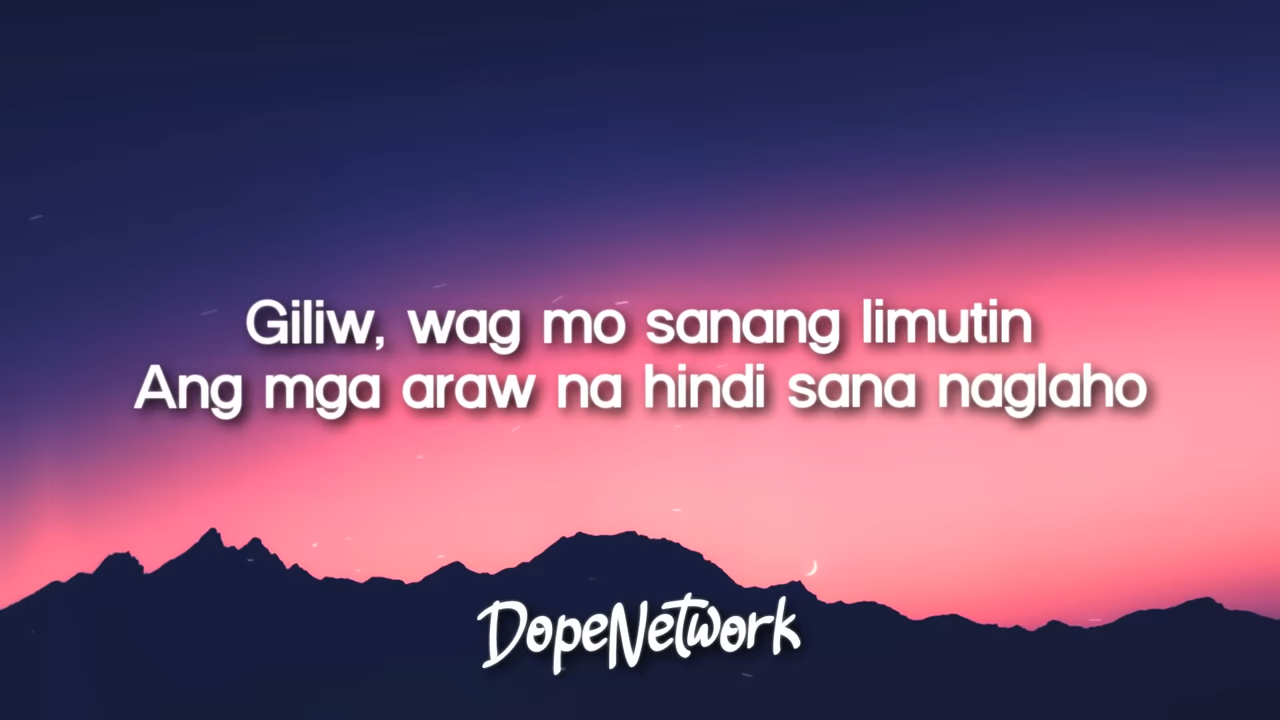 Giliw, wag mo sanang limutin
Ang mga araw na hindi sana naglaho
DopeNetwork